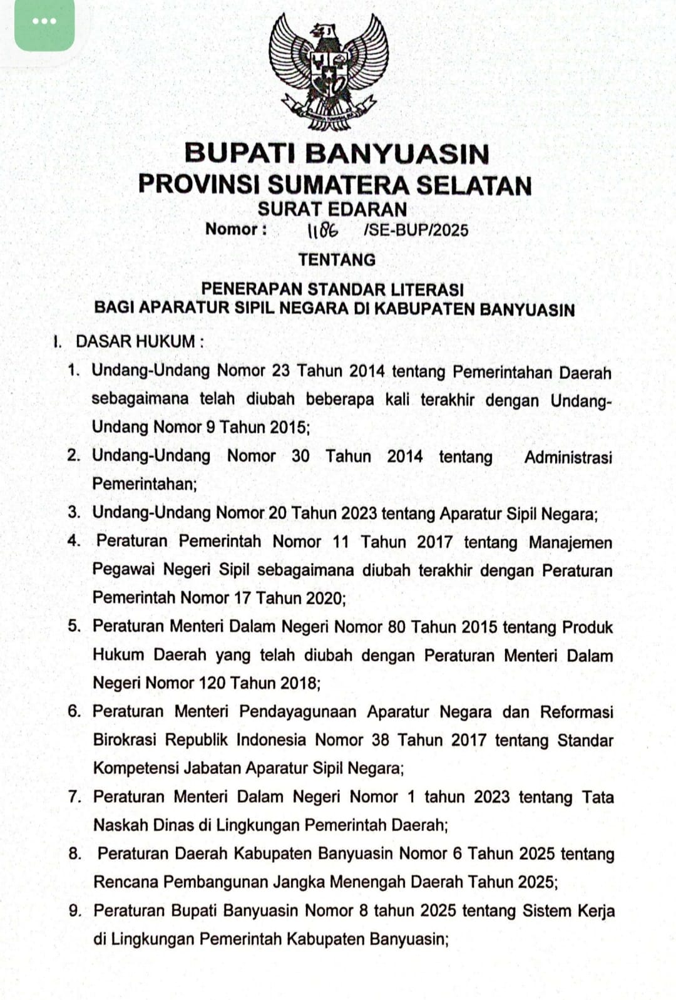 BUPATI BANYUASIN
PROVINSI SUMATERA SELATAN
SURAT EDARAN
Nomor : 1186 /SE-BUP/2025
TENTANG
PENERAPAN STANDAR LITERASI
BAGI APARATUR SIPIL NEGARA DI KABUPATEN BANYUASIN
I. DASAR HUKUM :
1. Undang-Undang Nomor 23 Tahun 2014 tentang Pemerintahan Daerah
sebagaimana telah diubah beberapa kali terakhir dengan Undang-
Undang Nomor 9 Tahun 2015;
2. Undang-Undang Nomor 30 Tahun 2014 tentang Administrasi
Pemerintahan;
3. Undang-Undang Nomor 20 Tahun 2023 tentang Aparatur Sipil Negara;
4. Peraturan Pemerintah Nomor 11 Tahun 2017 tentang Manajemen
Pegawai Negeri Sipil sebagaimana diubah terakhir dengan Peraturan
Pemerintah Nomor 17 Tahun 2020;
5. Peraturan Menteri Dalam Negeri Nomor 80 Tahun 2015 tentang Produk
Hukum Daerah yang telah diubah dengan Peraturan Menteri Dalam
Negeri Nomor 120 Tahun 2018;
6. Peraturan Menteri Pendayagunaan Aparatur Negara dan Reformasi
Birokrasi Republik Indonesia Nomor 38 Tahun 2017 tentang Standar
Kompetensi Jabatan Aparatur Sipil Negara;
7. Peraturan Menteri Dalam Negeri Nomor 1 tahun 2023 tentang Tata
Naskah Dinas di Lingkungan Pemerintah Daerah;
8. Peraturan Daerah Kabupaten Banyuasin Nomor 6 Tahun 2025 tentang
Rencana Pembangunan Jangka Menengah Daerah Tahun 2025;
9. Peraturan Bupati Banyuasin Nomor 8 tahun 2025 tentang Sistem Kerja
di Lingkungan Pemerintah Kabupaten Banyuasin;